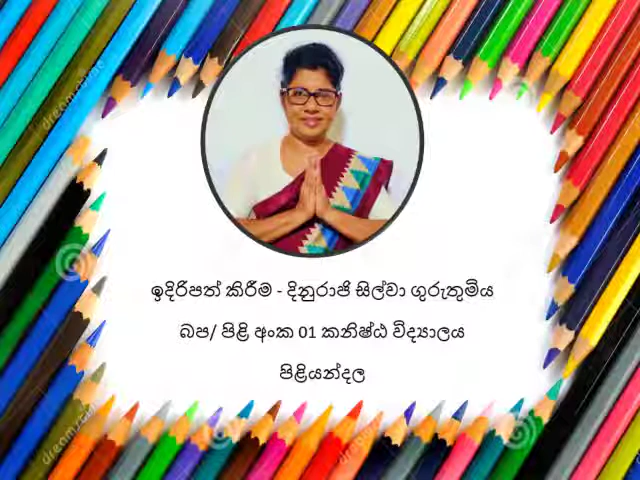 ඉදිරිපත් කිරීම - දිනුරාජි සිල්වා ගුරුතුමිය
බප/ පිළි අංක 01 කනිෂ්ඨ විද්‍යාලය
පිළියන්දල